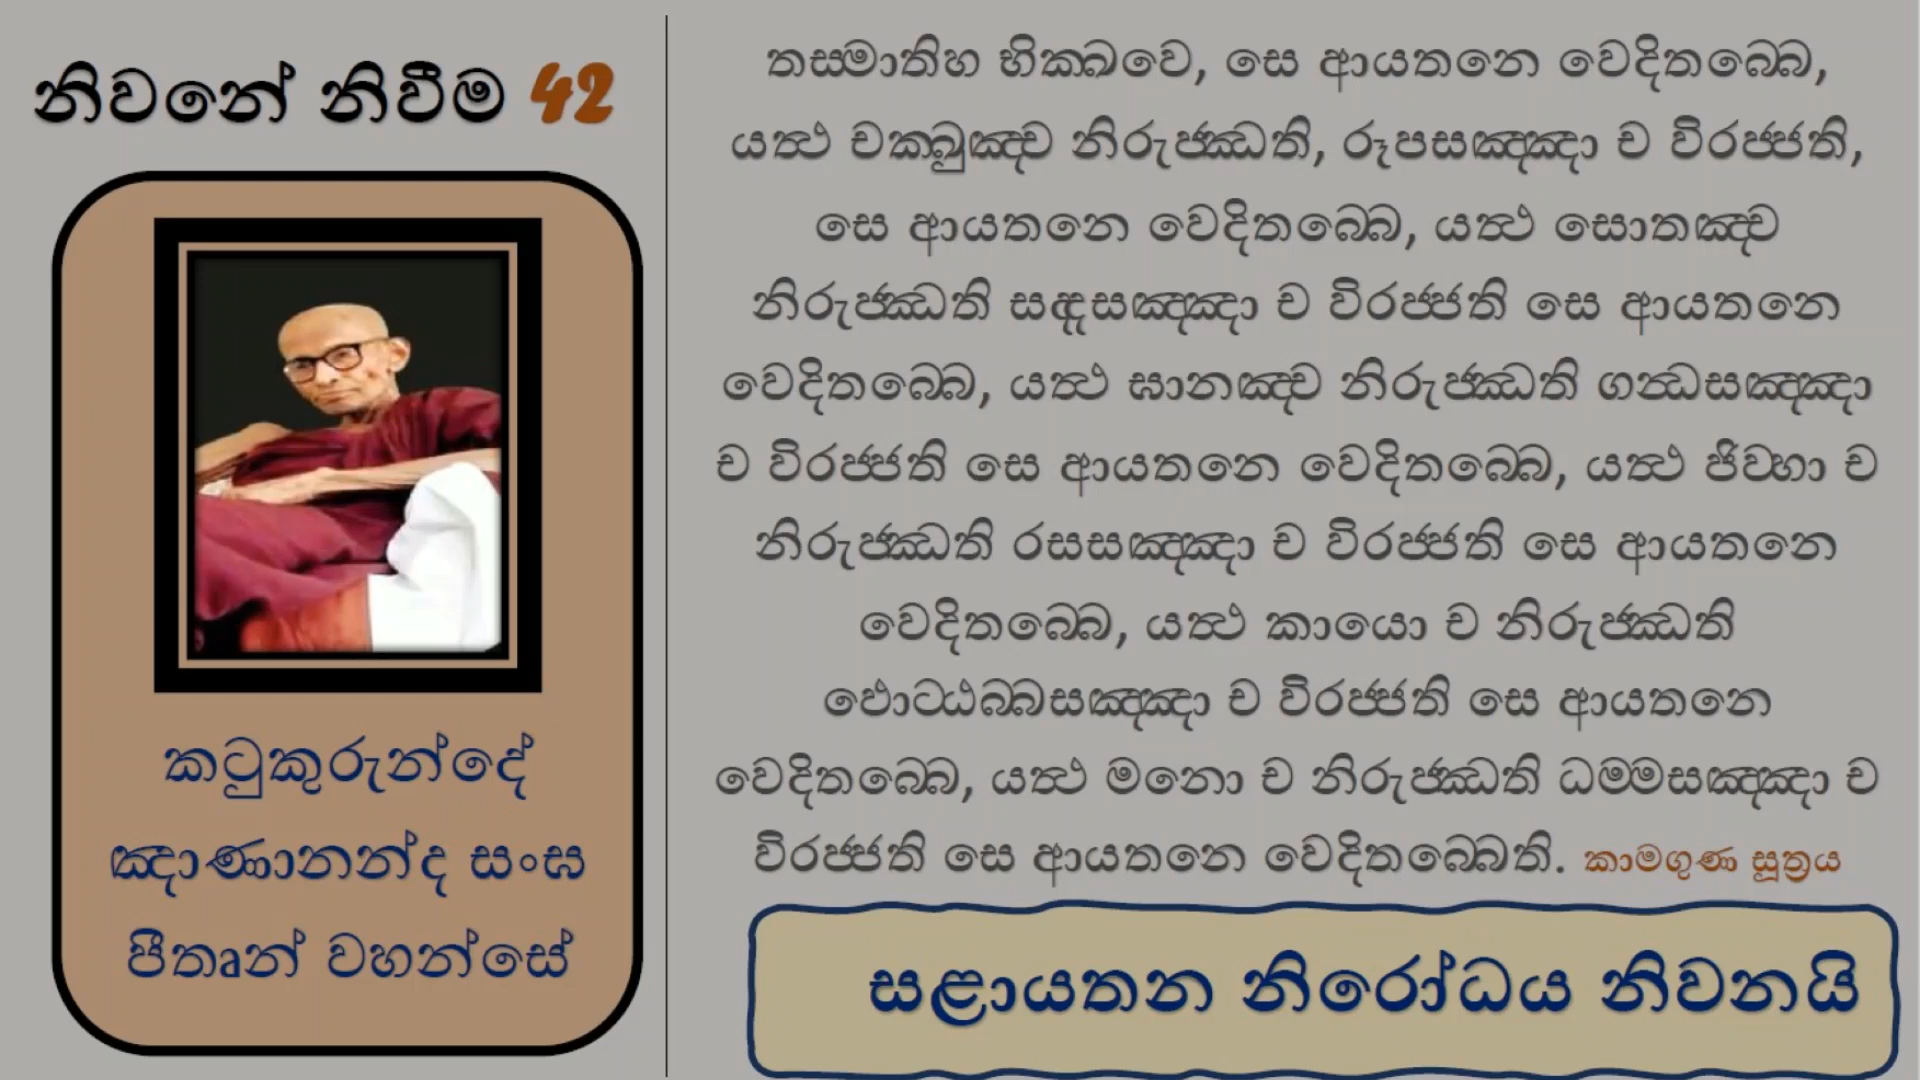 නිවනේ නිවීම 42
කටුකුරුන්දේ
ඤාණානන්ද සංඝ
පීතෘන් වහන්සේ
තස‍්මාතිහ භික‍්ඛවෙ, සෙ ආයතනෙ වෙදිතබ‍්බෙ,
යත්‍ථ චක‍්ඛුඤ‍්ච නිරුජ‍්ඣති, රූපසඤ‍්ඤා ච විරජ‍්ජති,
සෙ ආයතනෙ වෙදිතබ‍්බෙ, යත්‍ථ සොතඤ‍්ච
නිරුජ‍්ඣති සද්‍දසඤ‍්ඤා ච විරජ‍්ජති සෙ ආයතනෙ
වෙදිතබ‍්බෙ, යත්‍ථ ඝානඤ‍්ච නිරුජ‍්ඣති ගන්‍ධසඤ‍්ඤා
ච විරජ‍්ජති සෙ ආයතනෙ වෙදිතබ‍්බෙ, යත්‍ථ ජිව‍්හා ච
නිරුජ‍්ඣති රසසඤ‍්ඤා ච විරජ‍්ජති සෙ ආයතනෙ
වෙදිතබ‍්බෙ, යත්‍ථ කායො ච නිරුජ‍්ඣති
ඵොට‍්ඨබ‍්බසඤ‍්ඤා ච විරජ‍්ජති සෙ ආයතනෙ
වෙදිතබ‍්බෙ, යත්‍ථ මනො ච නිරුජ‍්ඣති ධම‍්මසඤ‍්ඤා ච
විරජ‍්ජති සෙ ආයතනෙ වෙදිතබ‍්බෙති. කාමගුණ සූත්‍රය
සළායතන නිරෝධය නිවනයි